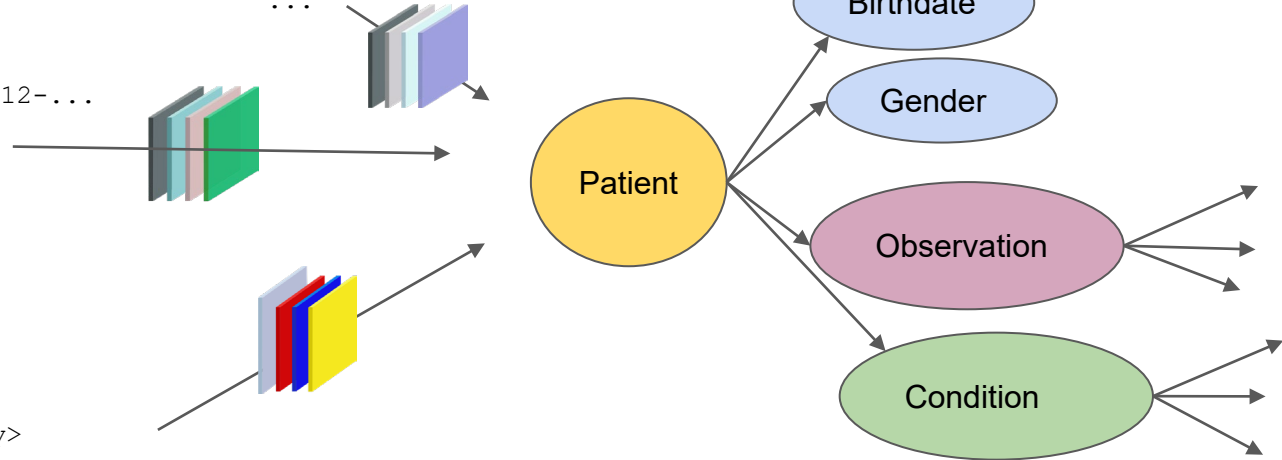 ...
Birthdate
12-...
Gender
Patient
Observation
Condition
>